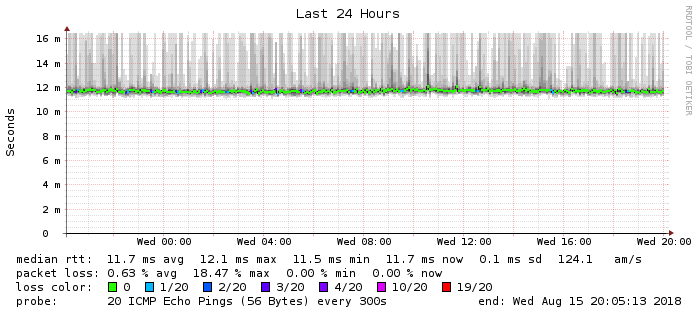 Last 24 Hours
RRDTOOL / TOBI OETIKER
Seconds
16 m
14 m
12 m
10 m
8 m
6 m
4 m
2 m
0
Wed 00:00 Wed 04:00 Wed 08:00 Wed 12:00 Wed 16:00 Wed 20:00
median rtt: 11.7 ms avg 12.1 ms max 11.5 ms min 11.7 ms now 0.1 ms sd 124.1 am/s
packet loss: 0.63 % avg 18.47 % max 0.00 % min 0.00 % now
loss color: 0 1/20 2/20 3/20 4/20 10/20 19/20
probe: 20 ICMP Echo Pings (56 Bytes) every 300s end: Wed Aug 15 20:05:13 2018